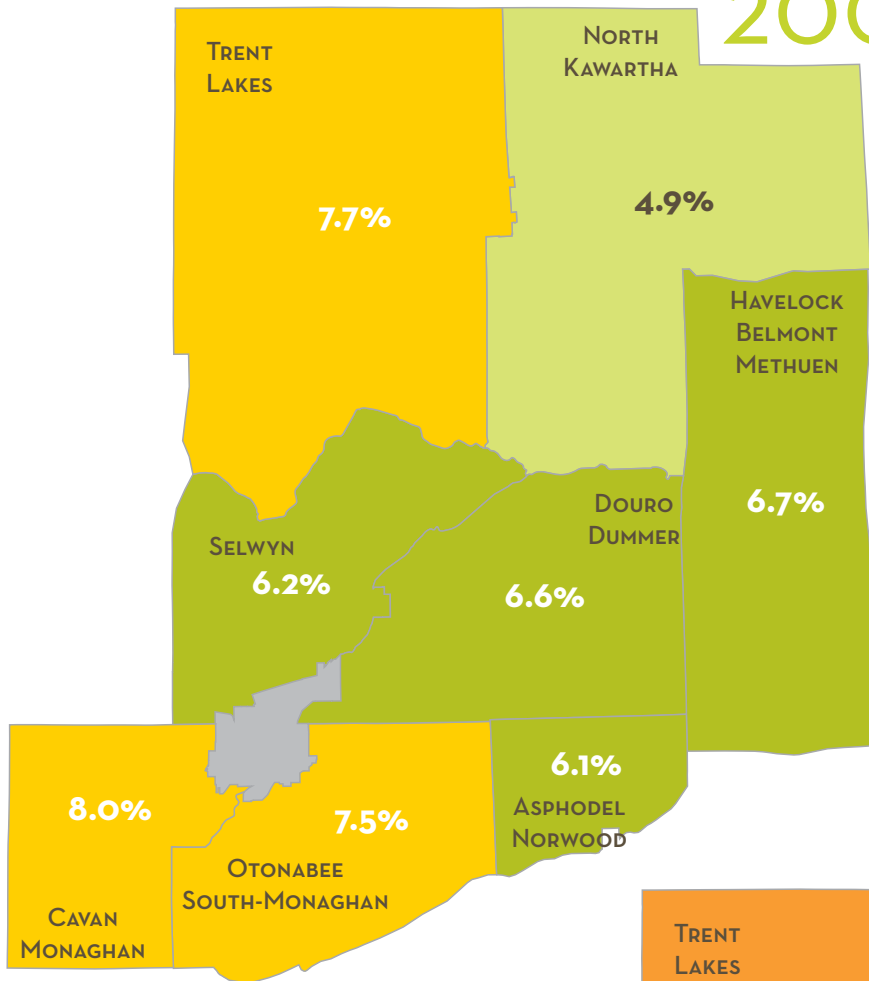 200
TRENT
LAKES
NORTH
KAWARTHA
7.7%
4.9%
HAVELOCK
BELMONT
METHUEN
6.7%
DOURO
DUMMER
SELWYN
6.2%
6.6%
6.1%
ASPHODEL
NORWOOD
8.0%
7.5%
OTONABEE
SOUTH-MONAGHAN
CAVAN
MONAGHAN
TRENT
LAKES